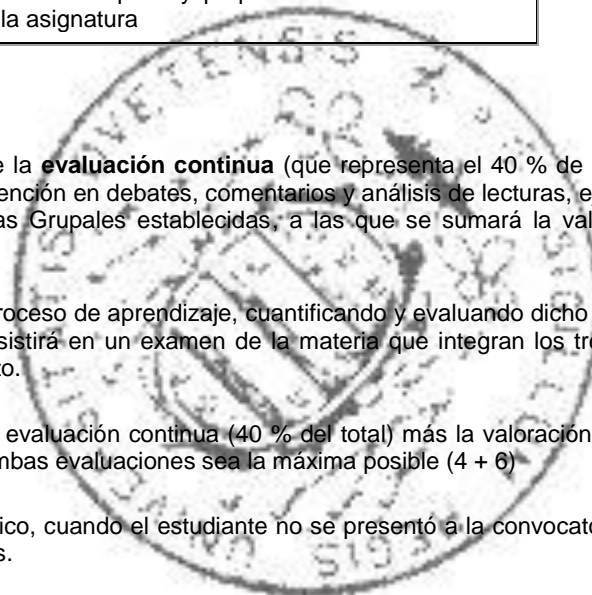 la asignatura
e la evaluación continua (que representa el 40 % de
ención en debates, comentarios y análisis de lecturas, e
as Grupales establecidas, a las que se sumará la val
roceso de aprendizaje, cuantificando y evaluando dicho
sistirá en un examen de la materia que integran los tr
to.
evaluación continua (40 % del total) más la valoración
mbas evaluaciones sea la máxima posible (4 + 6)
ico, cuando el estudiante no se presentó a la convocat
s.